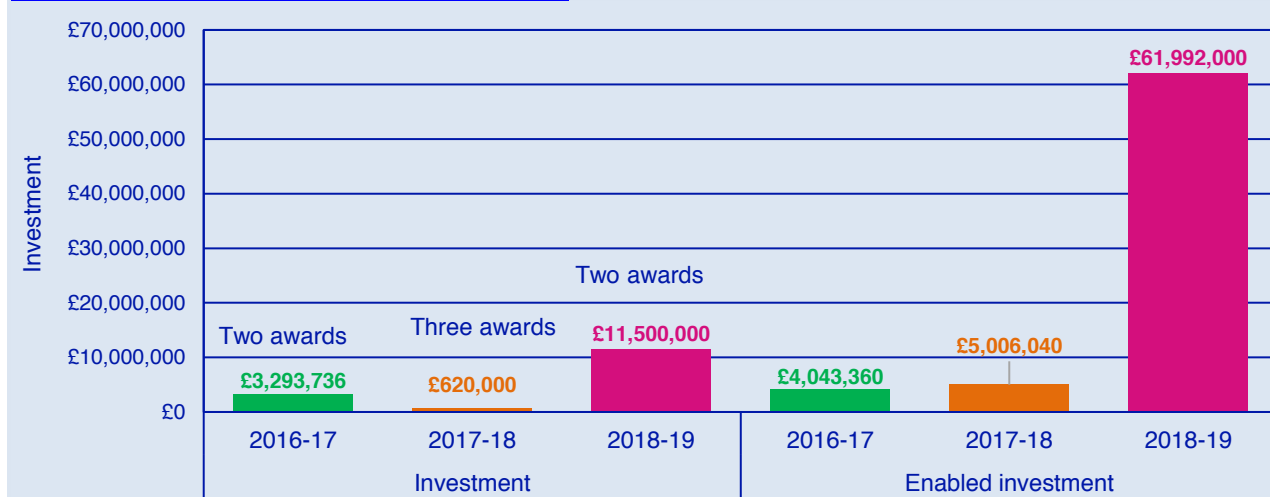 £70,000,000
£60,000,000
£50,000,000
£40,000,000
£30,000,000
£20,000,000
£10,000,000
£0
Investment
£61,992,000
Two awards
Two awards
Three awards
£11,500,000
£3,293,736
£620,000
£4,043,360
£5,006,040
2016-17 2017-18 2018-19 2016-17 2017-18 2018-19
Investment Enabled investment